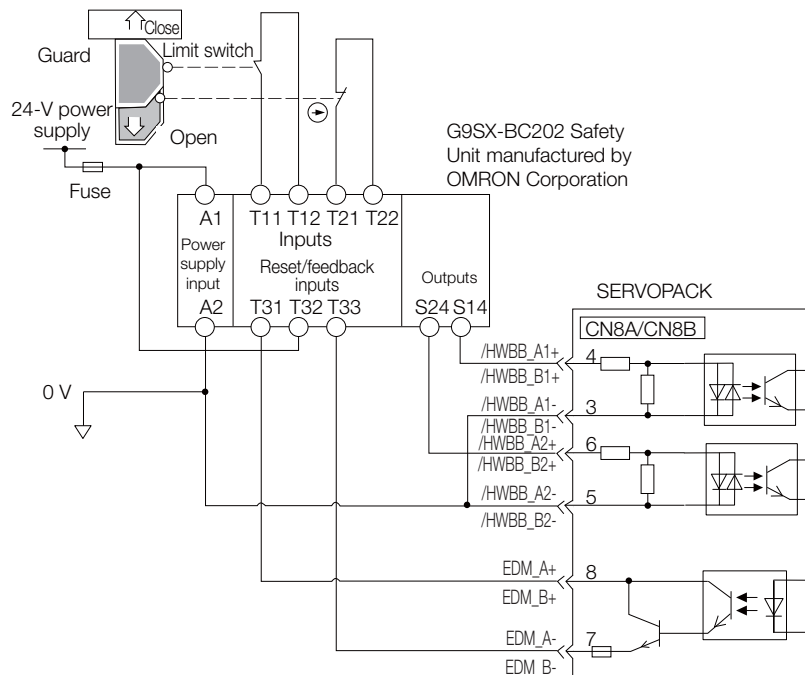 Close
Guard
Limit switch
24-V power
supply
Open
Fuse
G9SX-BC202 Safety
Unit manufactured by
OMRON Corporation
A1
T11
T12
T21
T22
Inputs
Power
supply
input
Reset/feedback
inputs
Outputs
A2
T31
T32
T33
S24
S14
SERVOPACK
CN8A/CN8B
/HWBB_A1+
4
/HWBB_B1+
0 V
/HWBB_A1-
3
/HWBB_B1-
/HWBB_A2+
6
/HWBB_B2+
/HWBB_A2-
5
/HWBB_B2-
EDM_A+
8
EDM_B+
EDM_A-
7
EDM_B-